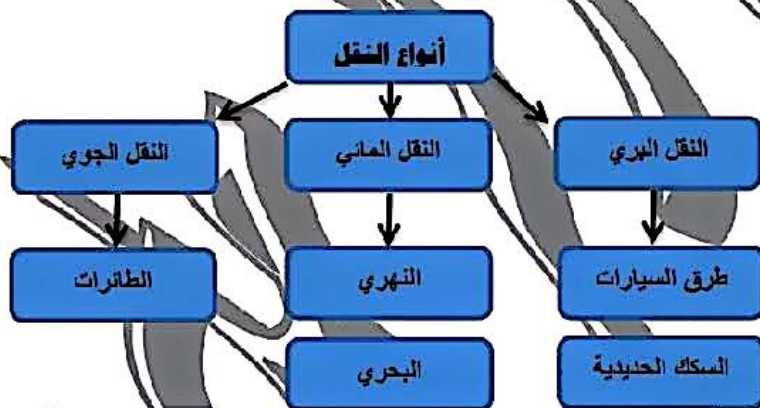 أنواع النقل
النقل البري
النقل المائي
النقل الجوي
طرق السيارات
النهري
الطائرات
السكك الحديدية
البحري